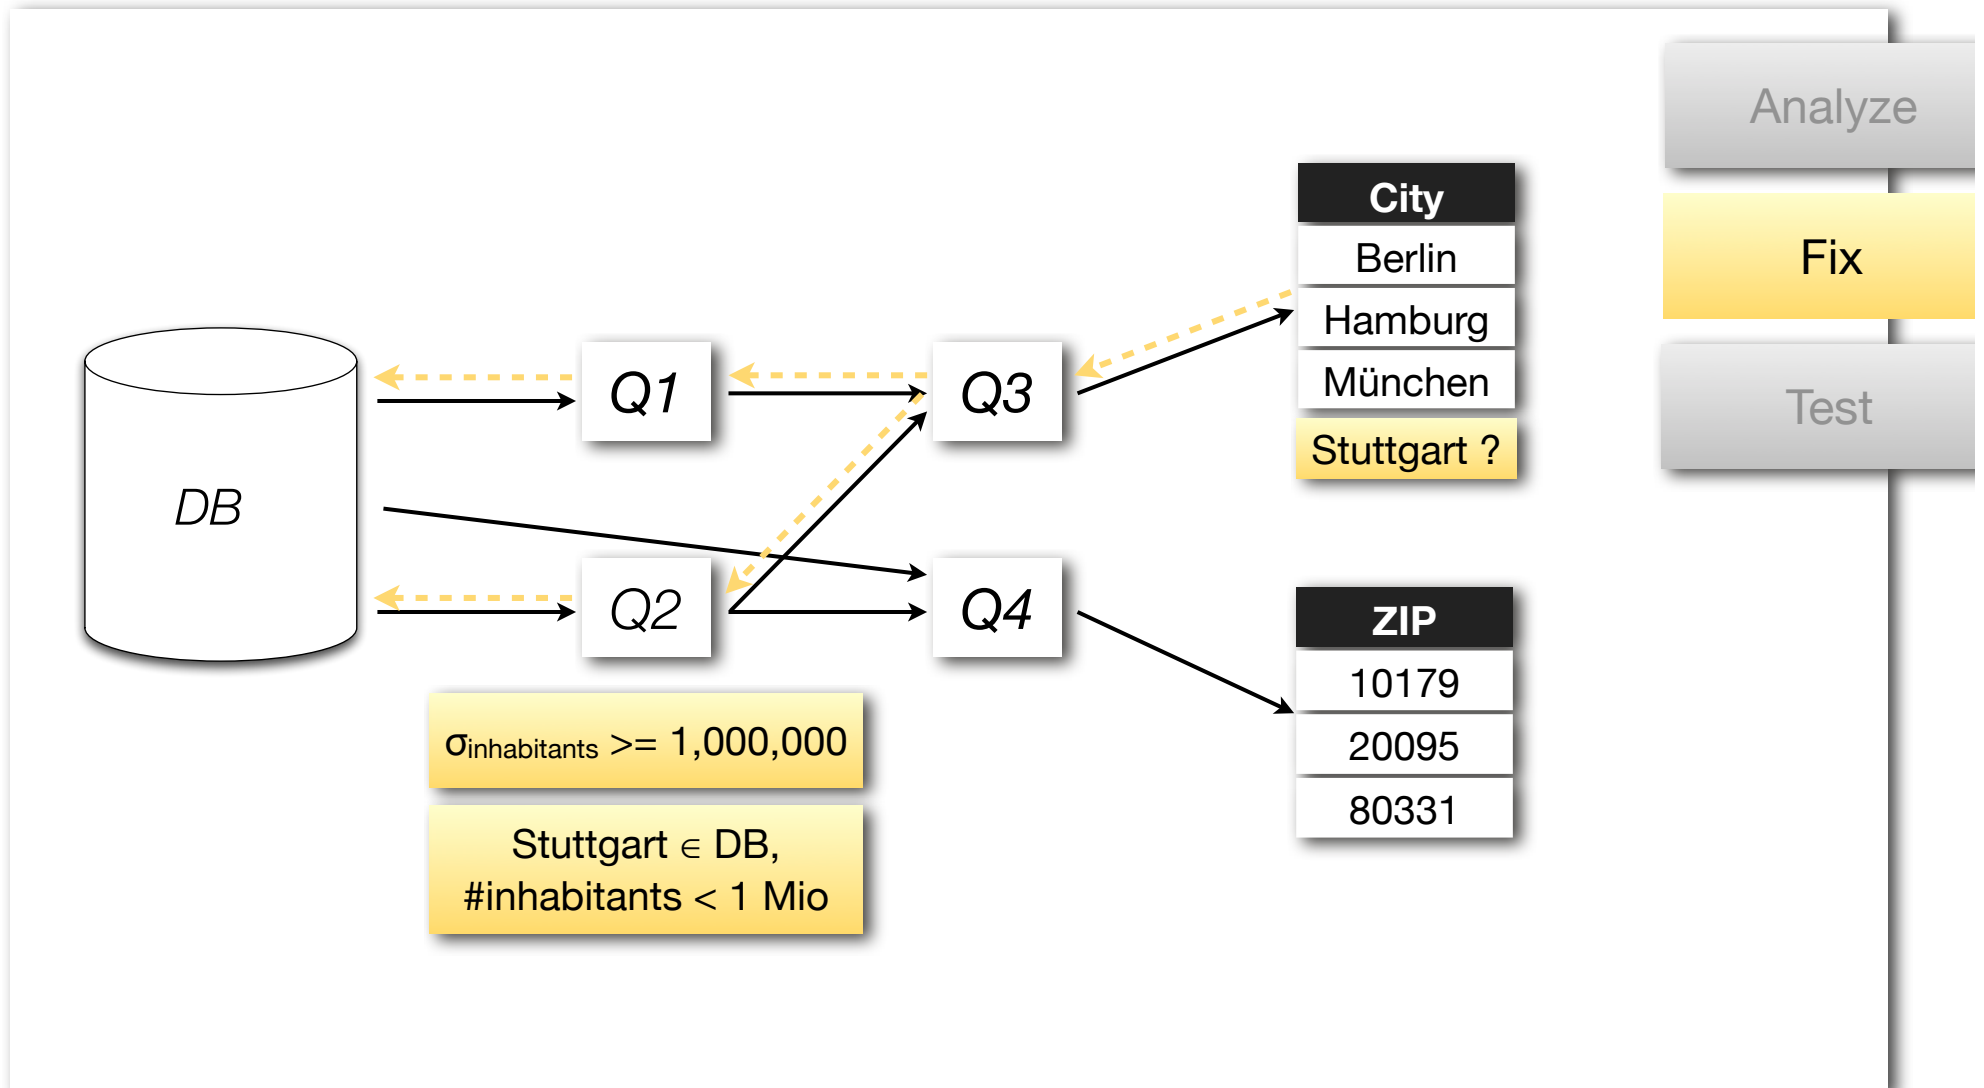 Analyze
Fix
Test
City
Berlin
Hamburg
München
Stuttgart ?
DB
Q1
Q3
Q2
Q4
ZIP
10179
20095
80331
σinhabitants >= 1,000,000
Stuttgart ∈ DB,
#inhabitants < 1 Mio